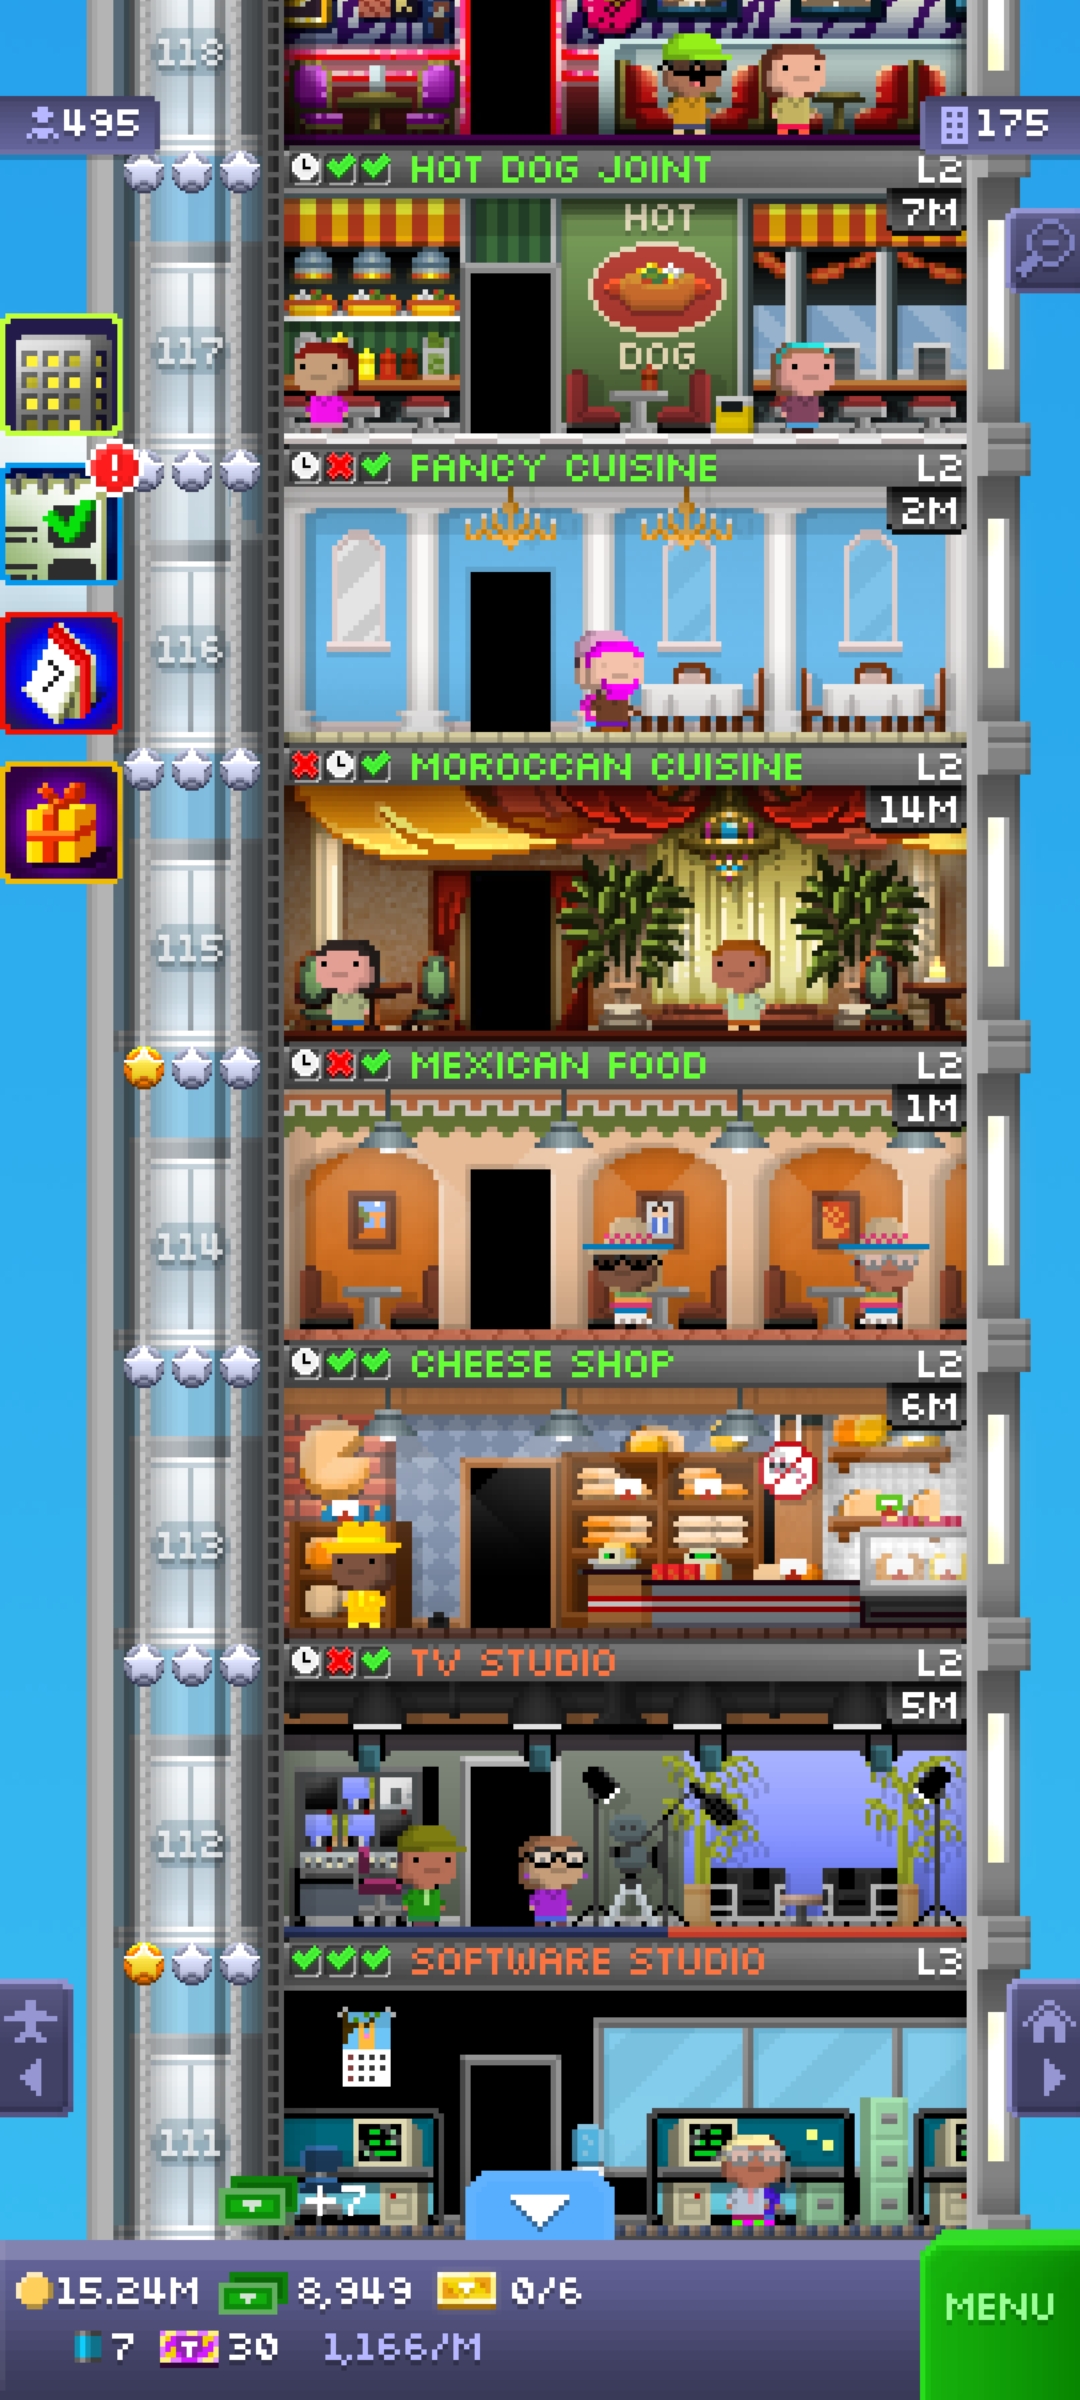 118
495
175
HOT DOG JOINT L2
7M
HOT
DOG
117
FANCY CUISINE L2
2M
116
7
MOROCCAN CUISINE L2
14M
115
MEXICAN FOOD L2
1M
114
CHEESE SHOP L2
6M
113
TV STUDIO L2
5M
112
SOFTWARE STUDIO L3
111
+7
15.24M 8,949 0/6
MENU
7 T 30 1,166/M